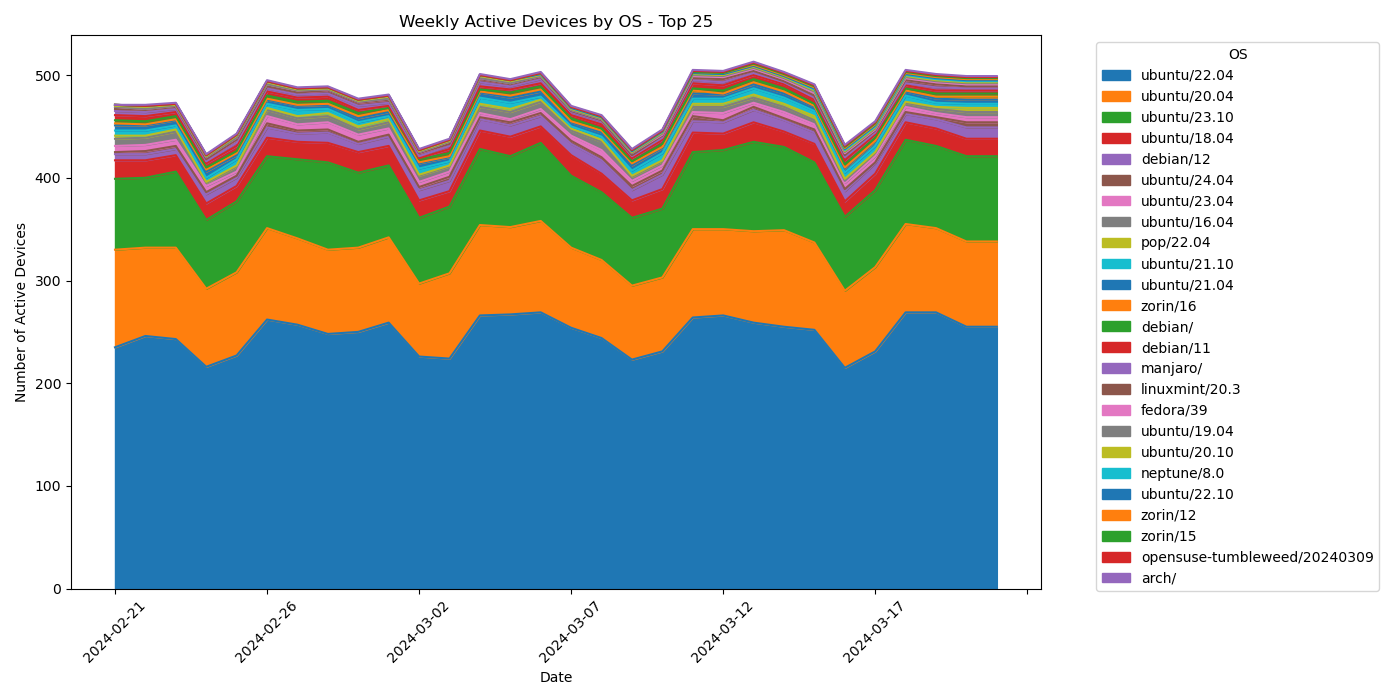 Weekly Active Devices by OS - Top 25
Number of Active Devices
500
400
300
200
100
0
2024-02-21
2024-02-26
2024-03-02
2024-03-07
2024-03-12
2024-03-17
Date
OS
ubuntu/22.04
ubuntu/20.04
ubuntu/23.10
ubuntu/18.04
debian/12
ubuntu/24.04
ubuntu/23.04
ubuntu/16.04
pop/22.04
ubuntu/21.10
ubuntu/21.04
zorin/16
debian/
debian/11
manjaro/
linuxmint/20.3
fedora/39
ubuntu/19.04
ubuntu/20.10
neptune/8.0
ubuntu/22.10
zorin/12
zorin/15
opensuse-tumbleweed/20240309
arch/